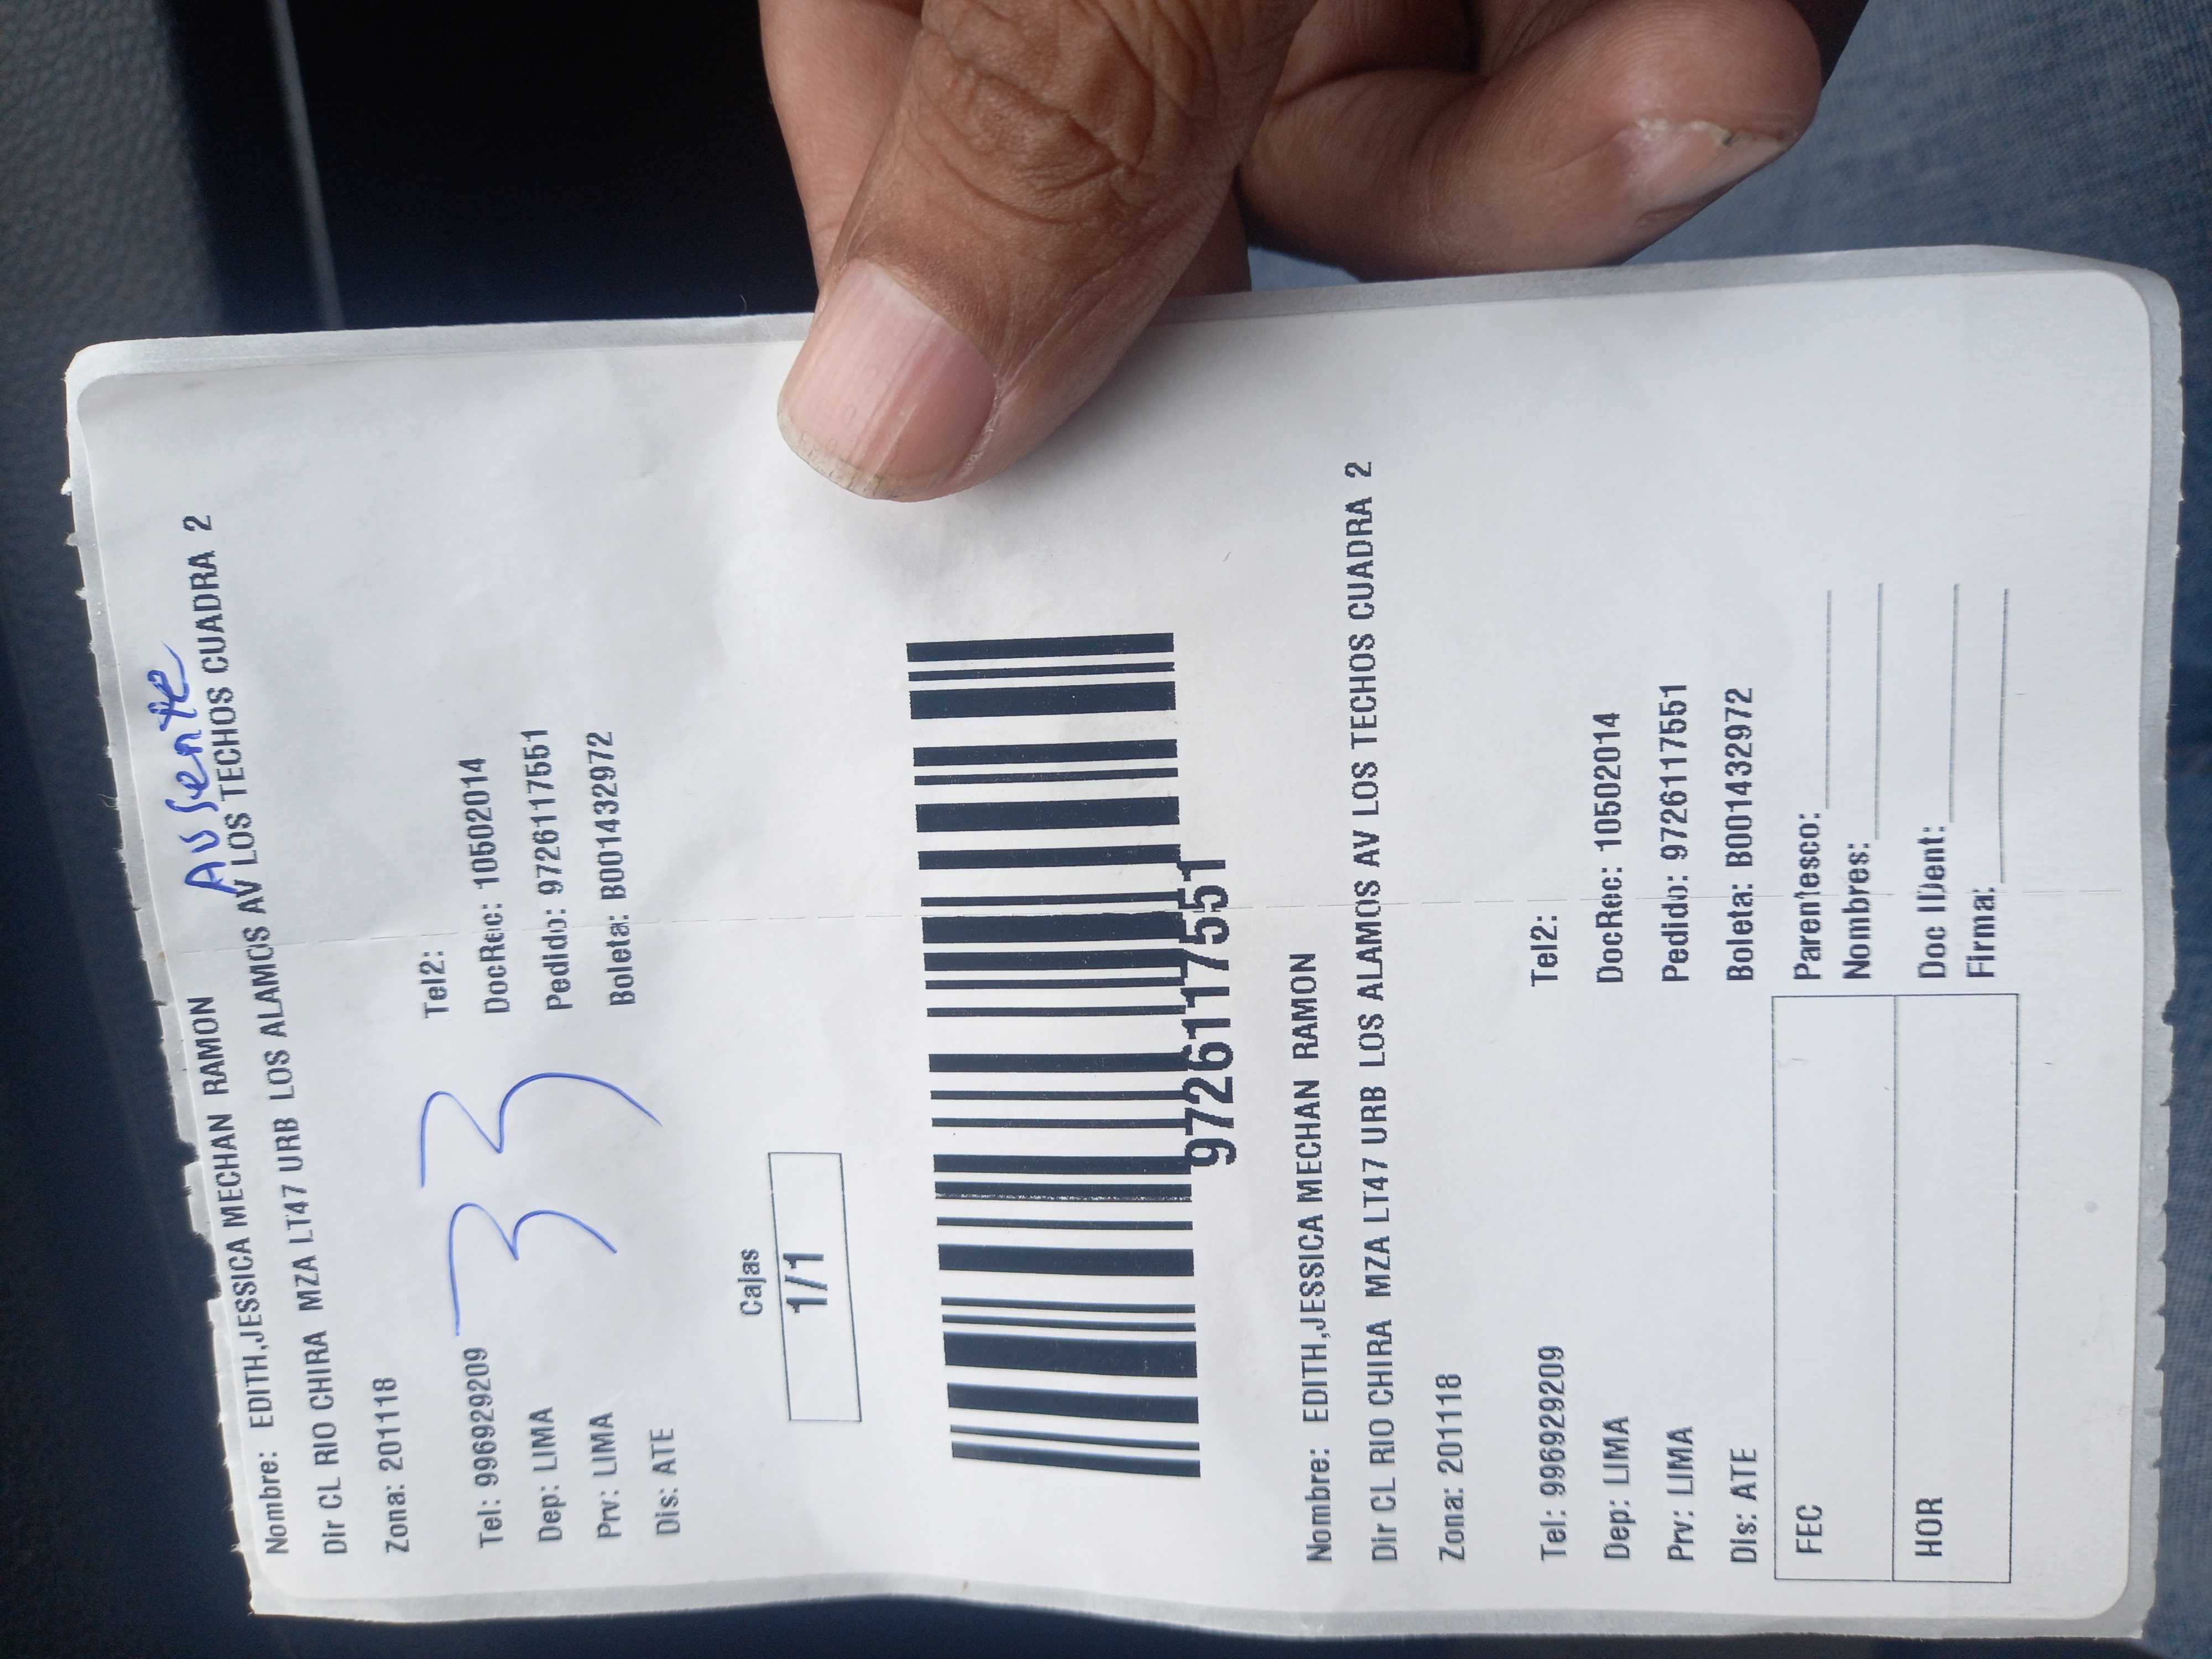 Aussente
Nombre: EDITH,JESSICA MECHAN RAMON
Dir CL RIO CHIRA MZA LT47 URB LOS ALAMOS AV LOS TECHOS CUADRA 2
Zona: 201118
33
Tel: 996929209 Tel2:
Dep: LIMA DocRec: 10502014
Prv: LIMA Pedido: 972611 7551
Dis: ATE Boleta: B001432972
Cajas
1/1
9726117551
Nombre: EDITH,JESSICA MECHAN RAMON
Dir CL RIO CHIRA MZA LT47 URB LOS ALAMOS AV LOS TECHOS CUADRA 2
Zona: 201118
Tel: 996929209 Tel2:
Dep: LIMA DocRec: 10502014
Prv: LIMA Pedido: 9726117551
Dis: ATE Boleta: B001432972
FEC Parentesco:
Nombres:
HOR Doc IDent:
Firma: